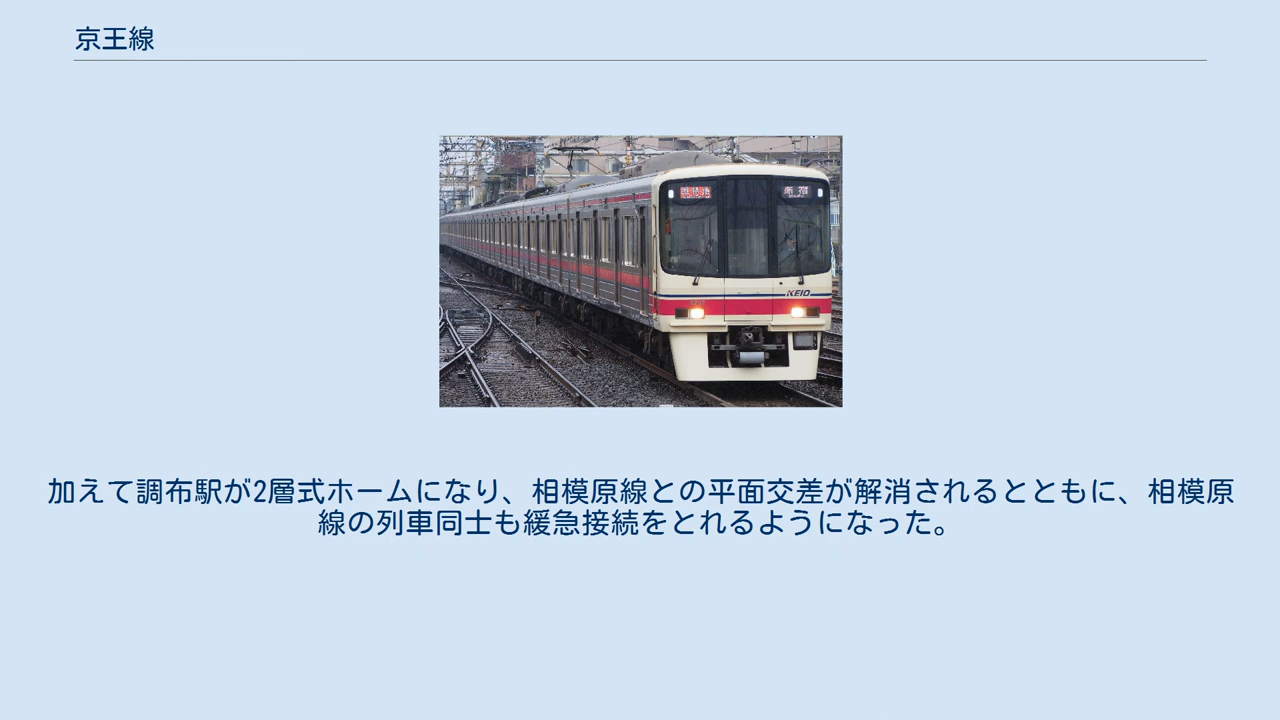 京王線
新宿
KEIO
加えて調布駅が2層式ホームになり、相模原線との平面交差が解消されるとともに、相模原
線の列車同士も緩急接続をとれるようになった。